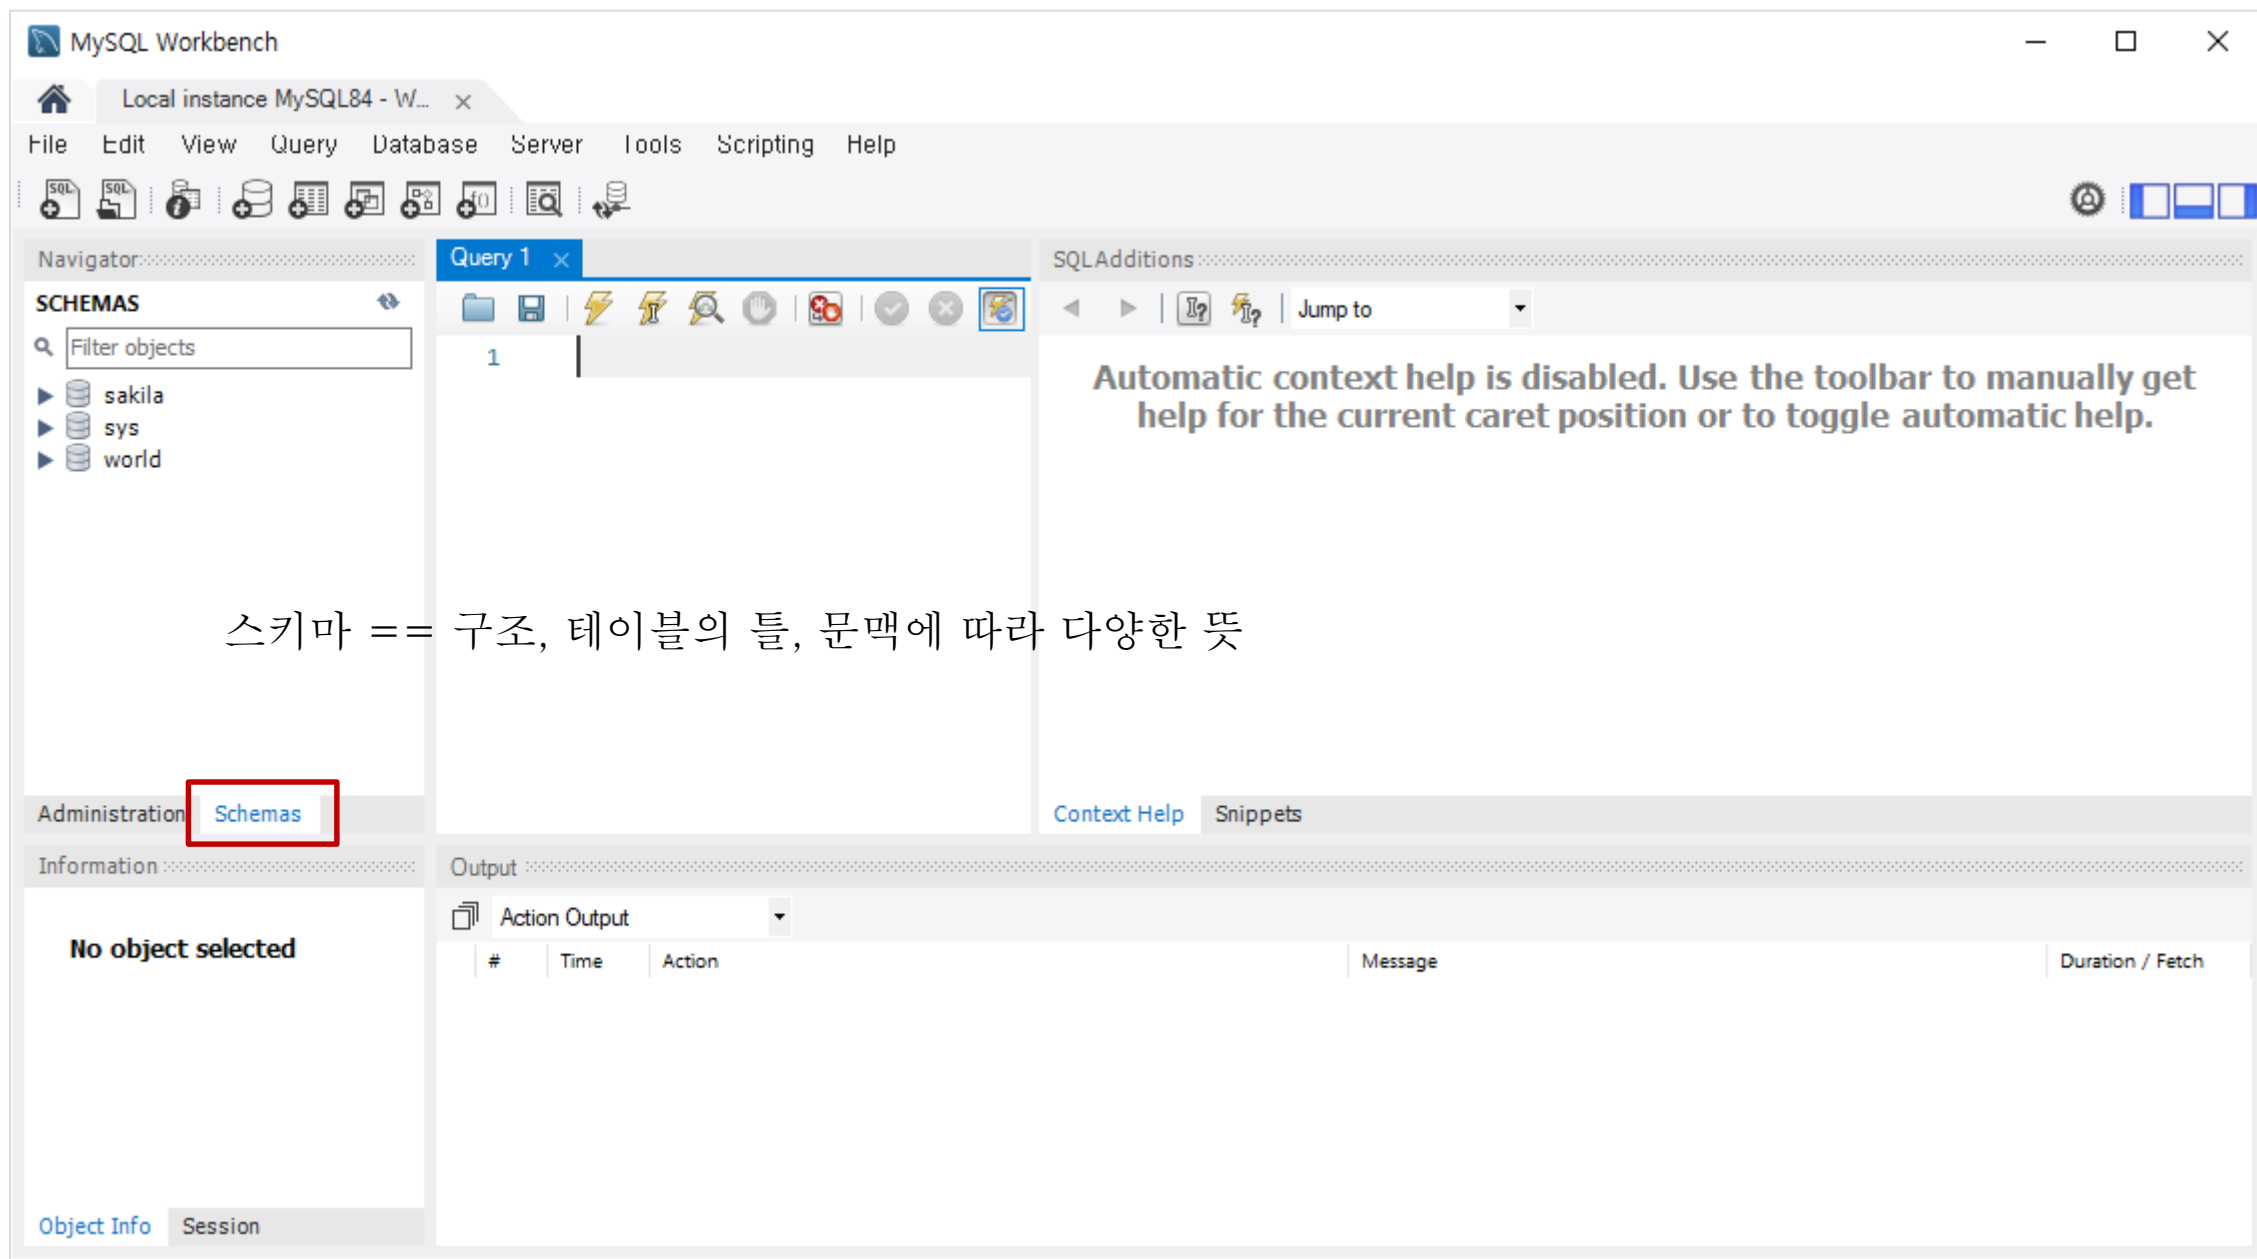 MySQL Workbench
Local instance MySQL84 - W...
File Edit View Query Database Server Tools Scripting Help
Navigator
SCHEMAS
Filter objects
sakila
sys
world
Administration Schemas
Query 1
1
SQLAdditions
Jump to
Automatic context help is disabled. Use the toolbar to manually get
help for the current caret position or to toggle automatic help.
스키마 == 구조, 테이블의 틀, 문맥에 따라 다양한 뜻
Context Help Snippets
Information
No object selected
Object Info Session
Output
Action Output
# Time Action Message Duration / Fetch